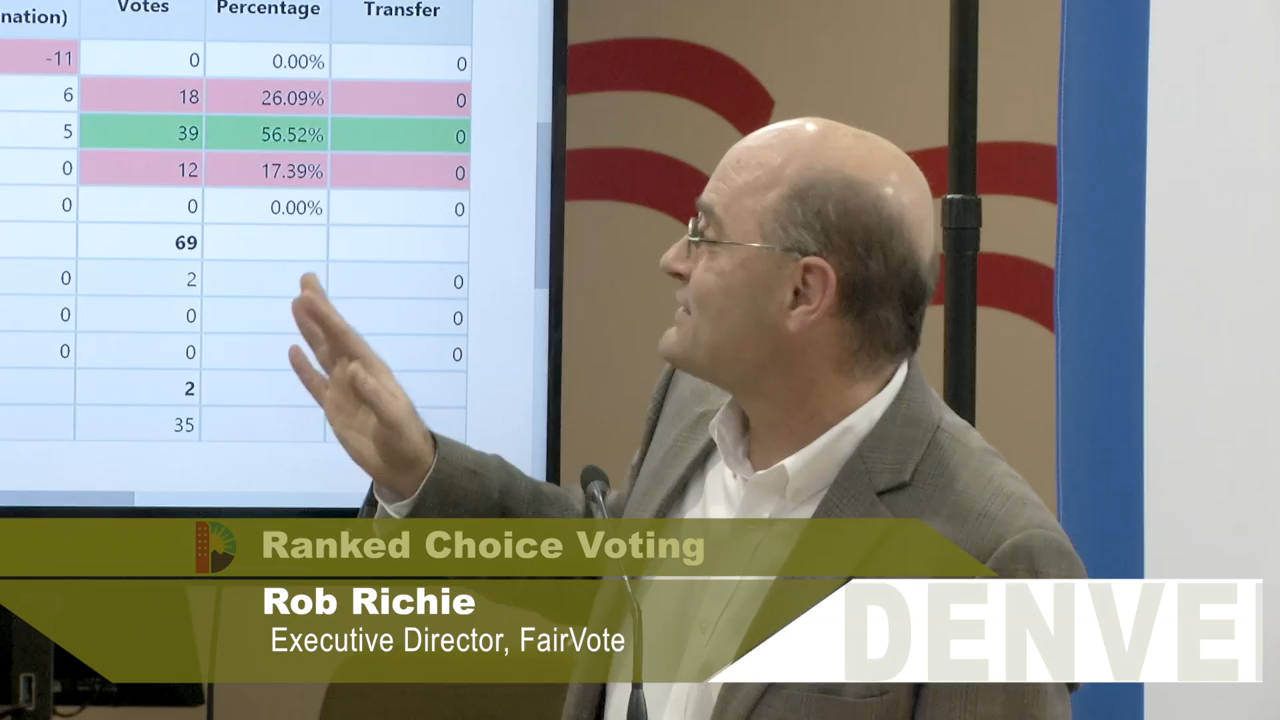 nation) Votes Percentage Transfer
-11 0 0.00% 0
6 18 26.09% 0
5 39 56.52% 0
0 12 17.39% 0
0 0 0.00% 0
69
0 2 0
0 0 0
0 0 0
2
35
Ranked Choice Voting
Rob Richie
Executive Director, FairVote
DENVE